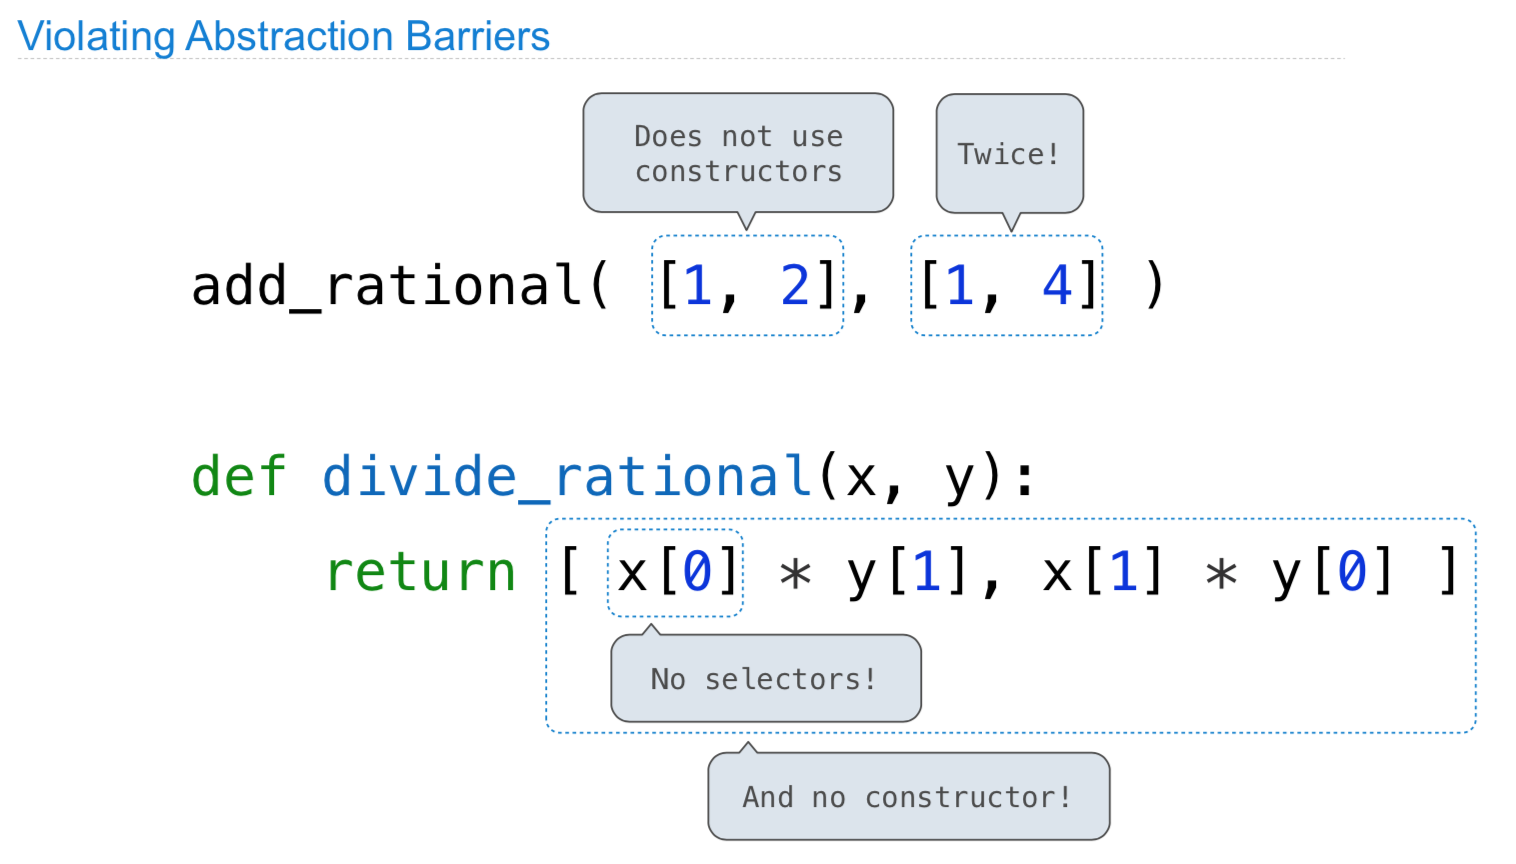 Violating Abstraction Barriers
Does not use
constructors
Twice!
add_rational( [1, 2], [1, 4] )
def divide_rational(x, y):
return [ x[0] * y[1], x[1] * y[0] ]
No selectors!
And no constructor!